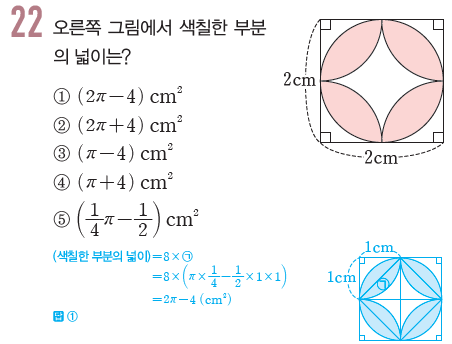 22 오른쪽 그림에서 색칠한 부분
의 넓이는?
① (2π-4) cm²
② (2π+4) cm²
③ (π-4) cm²
④ (π+4) cm²
⑤ (1/4 π - 1/2) cm²
2cm
2cm
(색칠한 부분의 넓이)=8×㉠
=8×(π×1/4-1/2×1×1)
=2π-4 (cm²)
답 ①
1cm
1cm
㉠